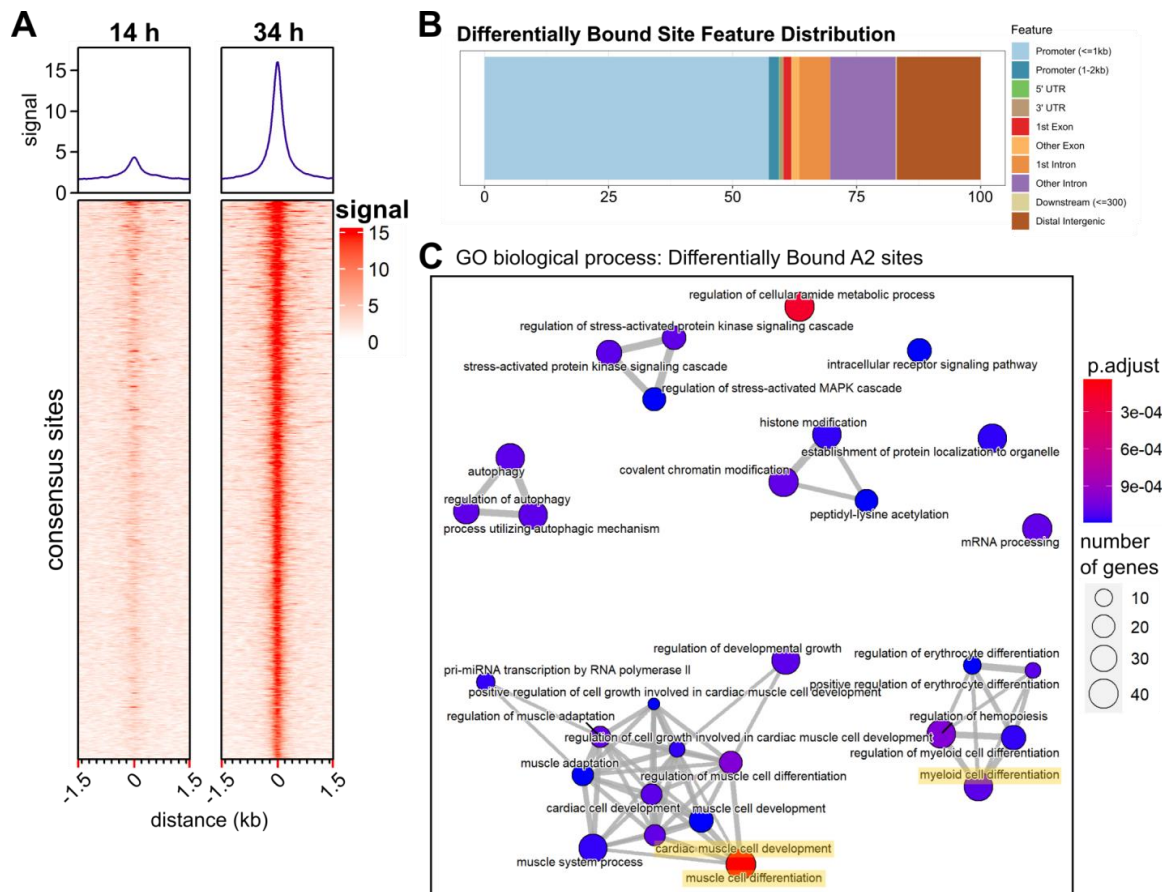 A
14 h
34 h
15
10
5
0
signal
signal
15
10
5
0
consensus sites
-1.5
0
1.5
-1.5
0
1.5
distance (kb)
B
Differentially Bound Site Feature Distribution
0
25
50
75
100
Feature
Promoter (<=1kb)
Promoter (1-2kb)
5' UTR
3' UTR
1st Exon
Other Exon
1st Intron
Other Intron
Downstream (<=300)
Distal Intergenic
C
GO biological process: Differentially Bound A2 sites
regulation of cellular amide metabolic process
regulation of stress-activated protein kinase signaling cascade
stress-activated protein kinase signaling cascade
intracellular receptor signaling pathway
regulation of stress-activated MAPK cascade
histone modification
establishment of protein localization to organelle
autophagy
covalent chromatin modification
regulation of autophagy
process utilizing autophagic mechanism
peptidyl-lysine acetylation
mRNA processing
regulation of developmental growth
regulation of erythrocyte differentiation
pri-miRNA transcription by RNA polymerase II
positive regulation of erythrocyte differentiation
positive regulation of cell growth involved in cardiac muscle cell development
regulation of muscle adaptation
regulation of hemopoiesis
regulation of cell growth involved in cardiac muscle cell development
regulation of myeloid cell differentiation
muscle adaptation
regulation of muscle cell differentiation
myeloid cell differentiation
cardiac cell development
muscle cell development
cardiac muscle cell development
muscle system process
muscle cell differentiation
p.adjust
3e-04
6e-04
9e-04
number
of genes
10
20
30
40